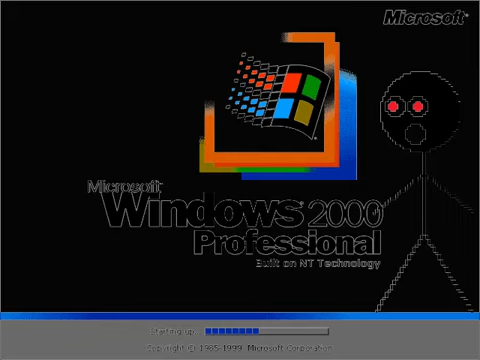 Microsoft
Microsoft
Windows 2000
Professional
Built on NT Technology
Starting up...
Copyright © 1985-1999 Microsoft Corporation